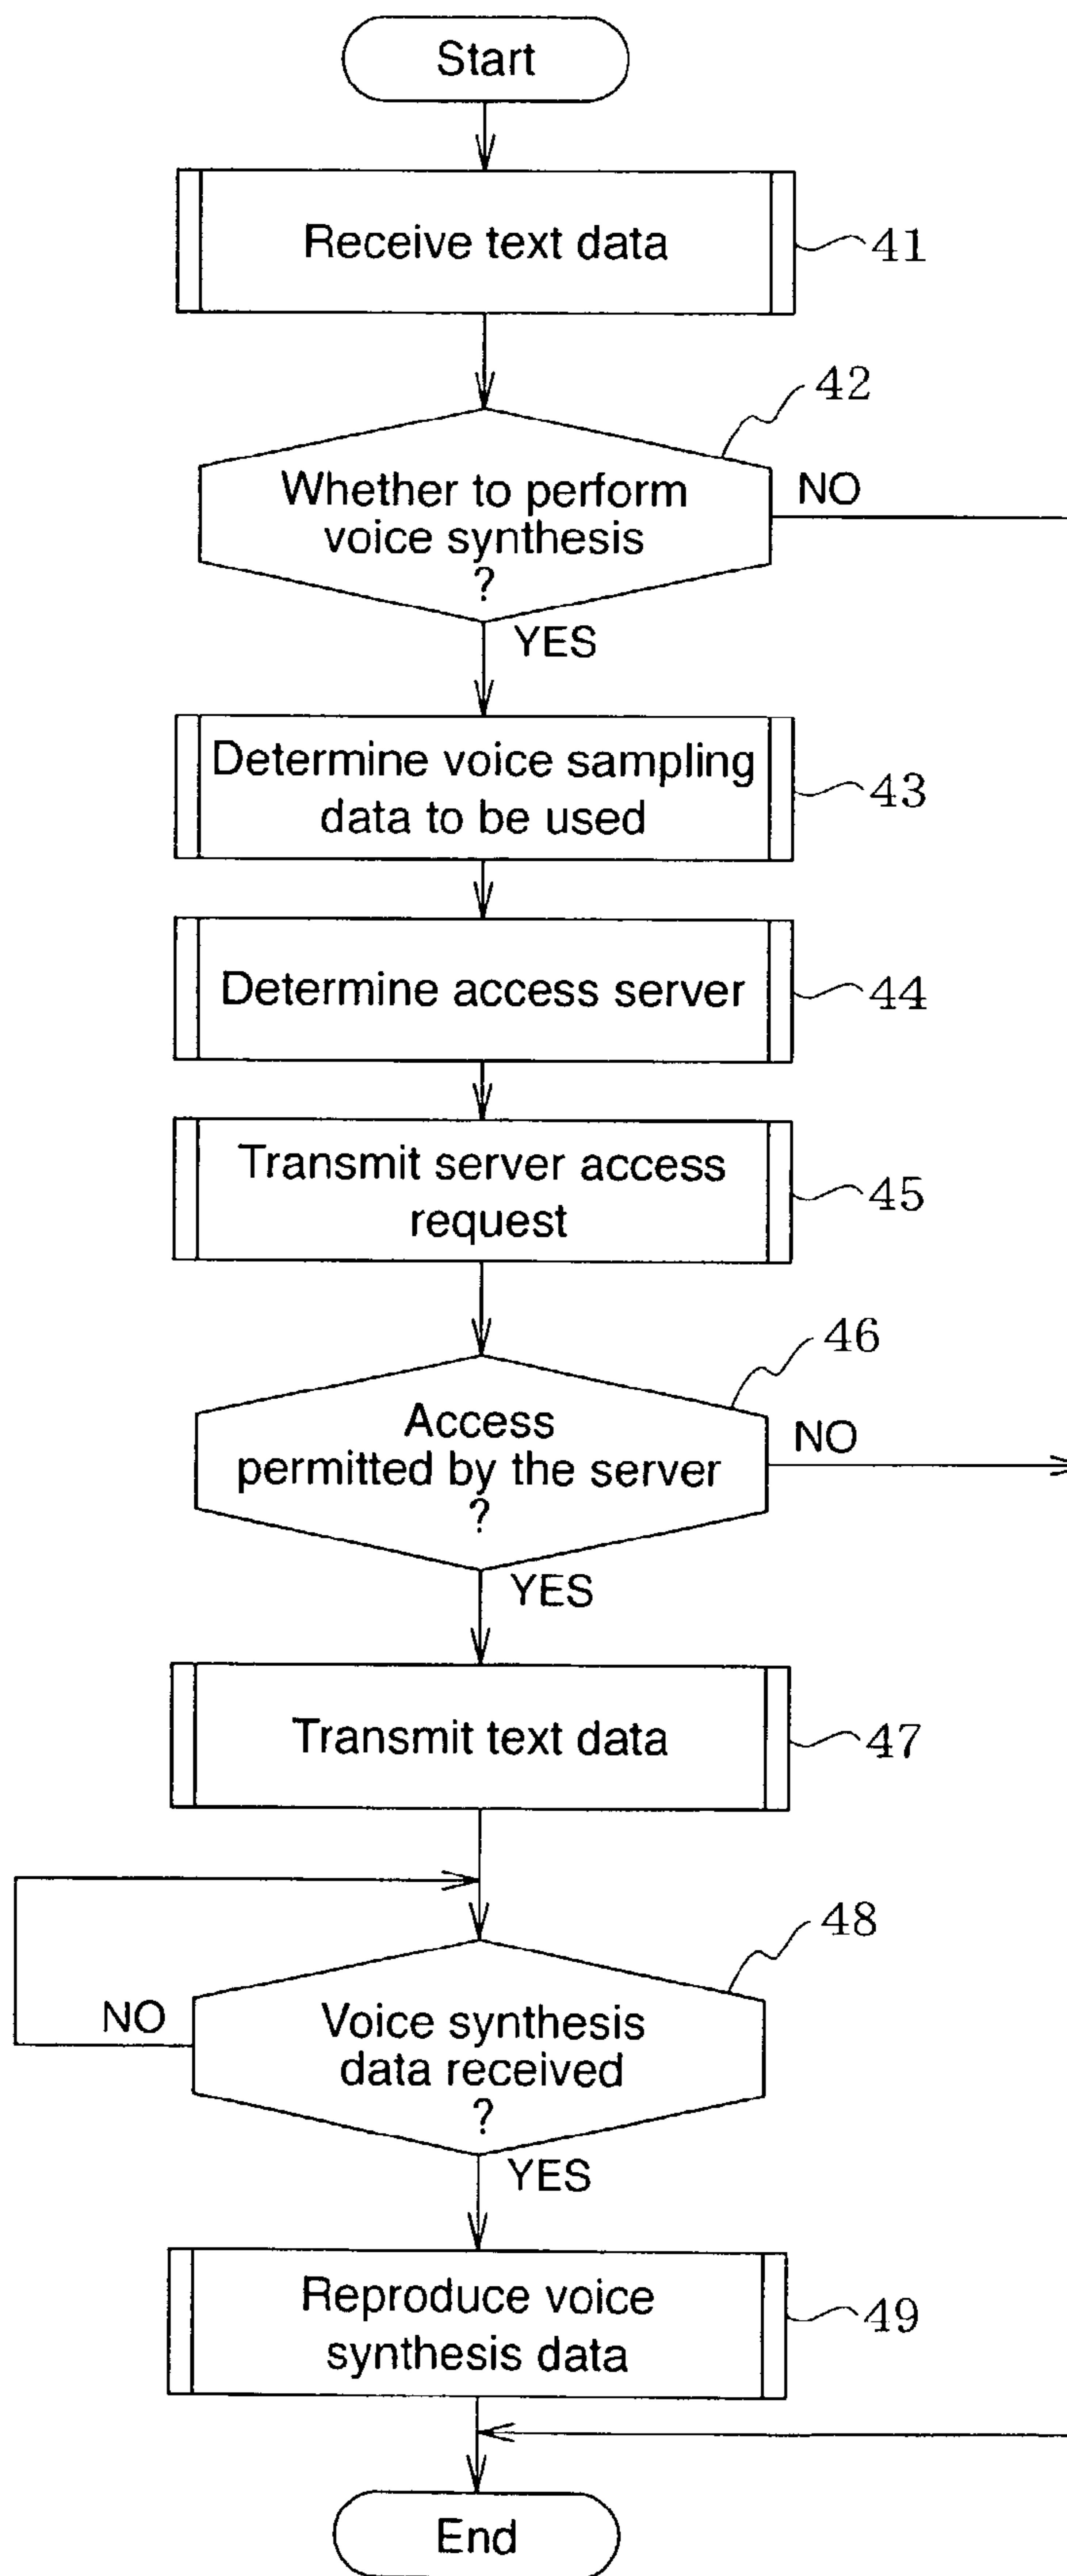 Start
Receive text data
41
42
Whether to perform
voice synthesis
?
NO
YES
Determine voice sampling
data to be used
43
Determine access server
44
Transmit server access
request
45
46
Access
permitted by the server
?
NO
YES
Transmit text data
47
48
NO
Voice synthesis
data received
?
YES
Reproduce voice
synthesis data
49
End